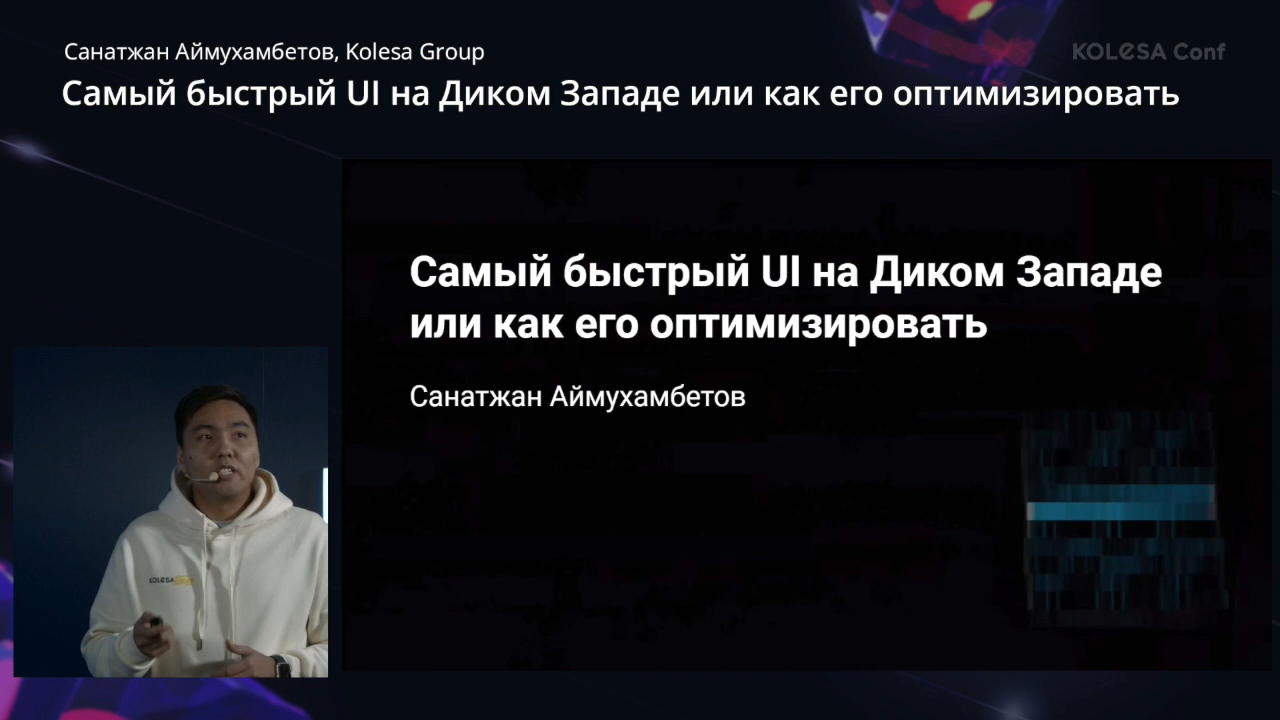 Санатжан Аймухамбетов, Kolesa Group
KOLESA Conf
Самый быстрый UI на Диком Западе или как его оптимизировать
Самый быстрый UI на Диком Западе
или как его оптимизировать
Санатжан Аймухамбетов
KOLESA